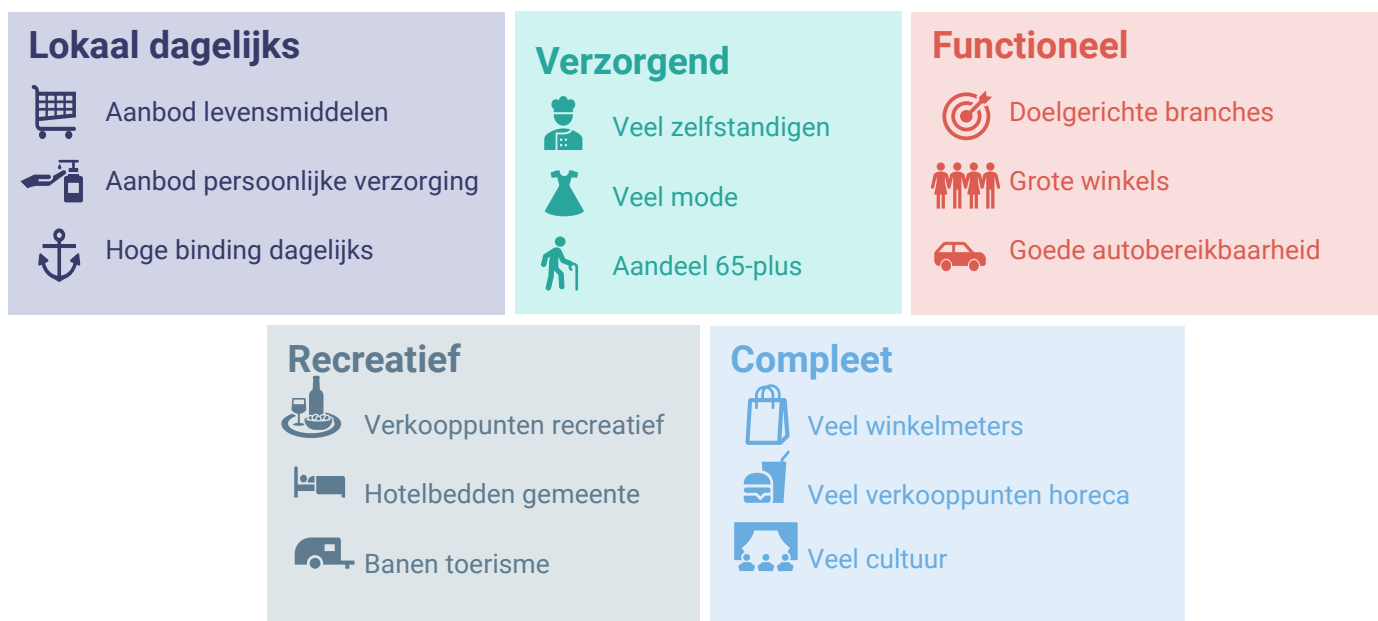 Lokaal dagelijks
Aanbod levensmiddelen
Aanbod persoonlijke verzorging
Hoge binding dagelijks
Verzorgend
Veel zelfstandigen
Veel mode
Aandeel 65-plus
Functioneel
Doelgerichte branches
Grote winkels
Goede autobereikbaarheid
Recreatief
Verkooppunten recreatief
Hotelbedden gemeente
Banen toerisme
Compleet
Veel winkelmeters
Veel verkooppunten horeca
Veel cultuur